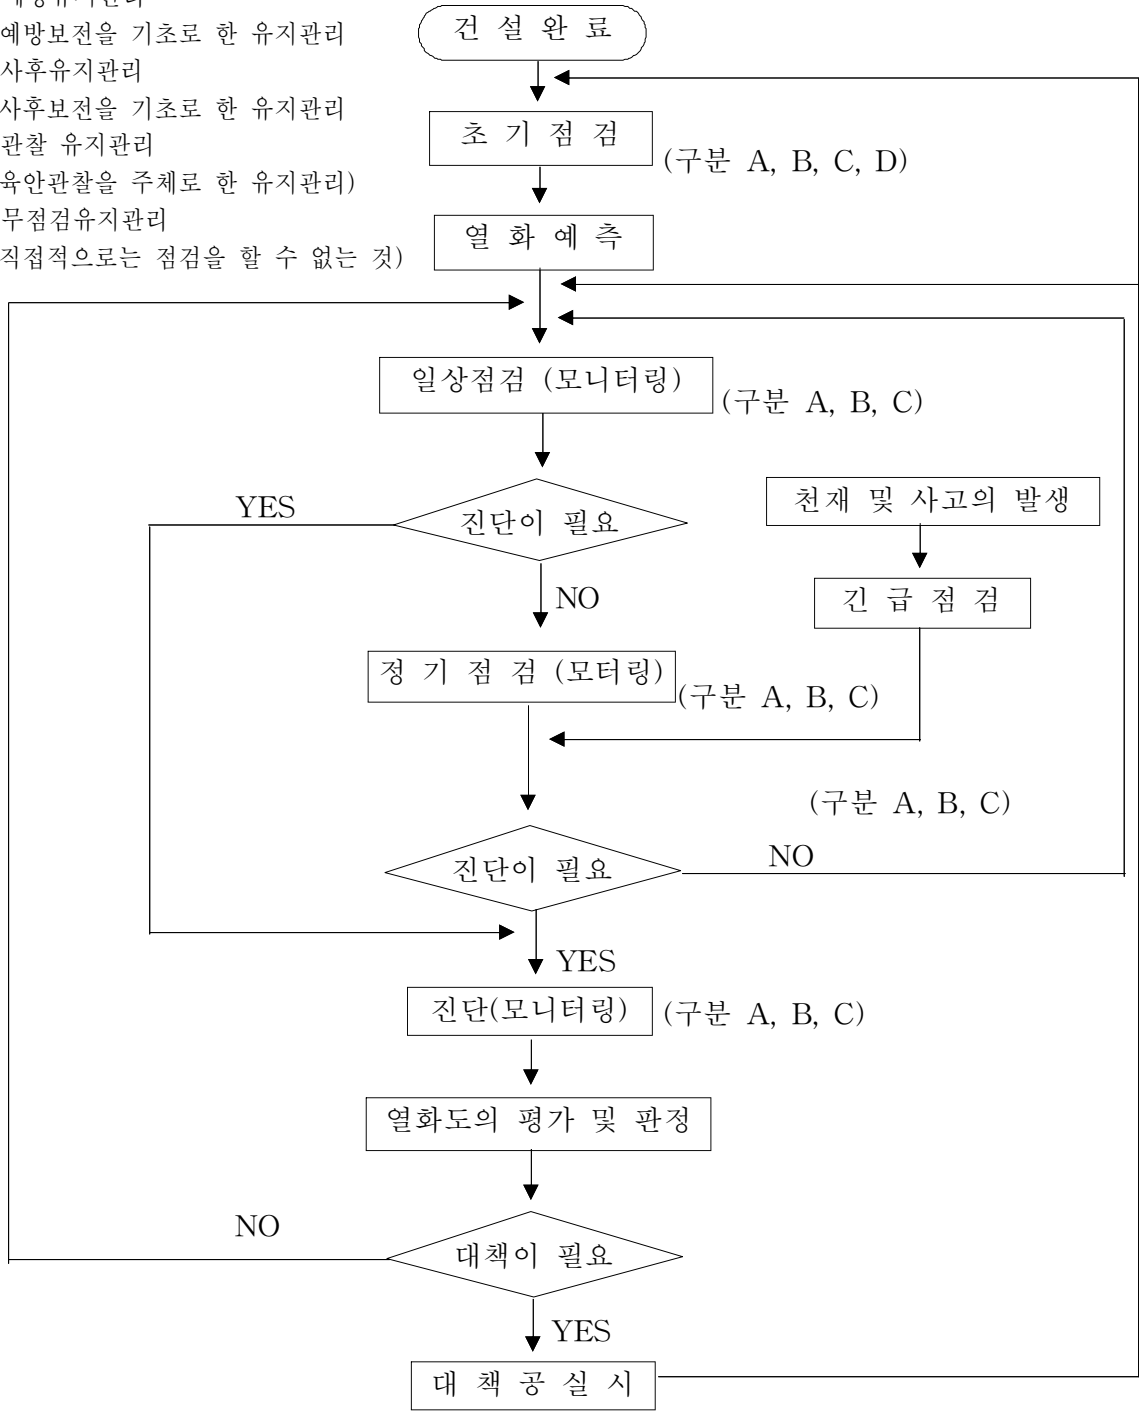 예방보전을 기초로 한 유지관리
사후유지관리
사후보전을 기초로 한 유지관리
관찰 유지관리
육안관찰을 주체로 한 유지관리)
무점검유지관리
직접적으로는 점검을 할 수 없는 것)
건 설 완 료
초 기 점 검
(구분 A, B, C, D)
열 화 예 측
일상점검 (모니터링)
(구분 A, B, C)
YES
진단이 필요
천재 및 사고의 발생
NO
긴 급 점 검
정 기 점 검 (모터링)
(구분 A, B, C)
(구분 A, B, C)
진단이 필요
NO
YES
진단(모니터링)
(구분 A, B, C)
열화도의 평가 및 판정
NO
대책이 필요
YES
대 책 공 실 시